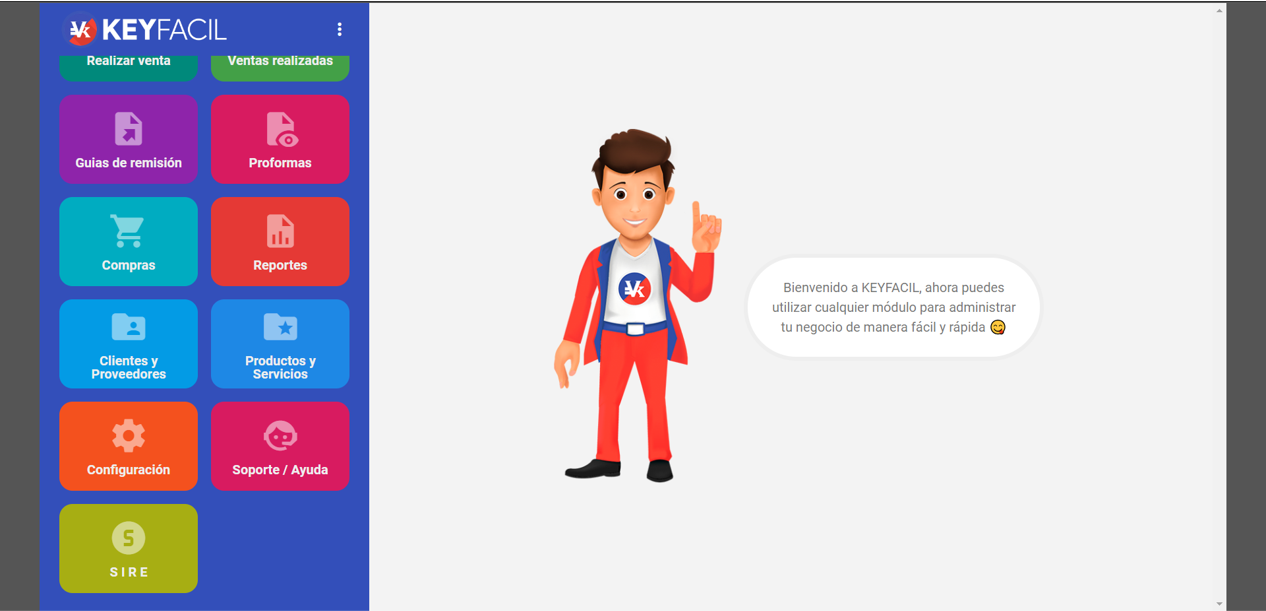 KEYFACIL
Realizar venta
Ventas realizadas
Guias de remisión
Proformas
Compras
Reportes
Clientes y
Proveedores
Productos y
Servicios
Configuración
Soporte / Ayuda
S
SIRE
Bienvenido a KEYFACIL, ahora puedes
utilizar cualquier módulo para administrar
tu negocio de manera fácil y rápida 😋